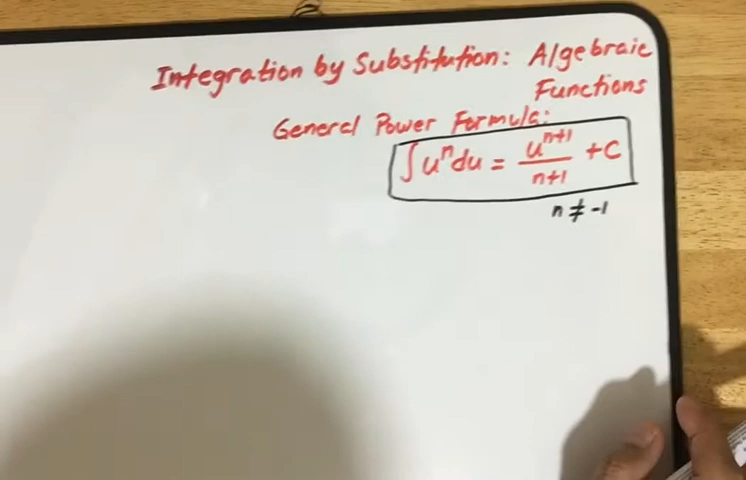 Integration by Substitution: Algebraic
Functions
General Power Formula:
∫uⁿdu = uⁿ⁺¹/n+1 + C
n ≠ -1